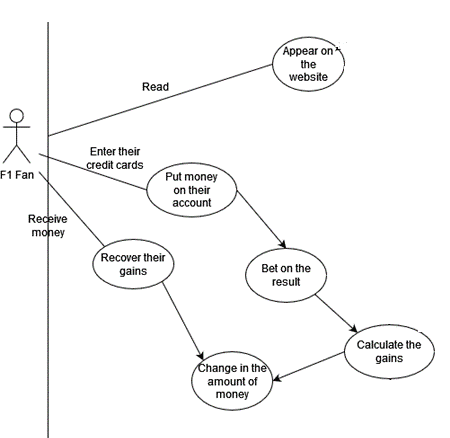 Appear on
the
website
Read
Enter their
credit cards
F1 Fan
Put money
on their
account
Receive
money
Recover their
gains
Bet on the
result
Calculate the
gains
Change in the
amount of
money